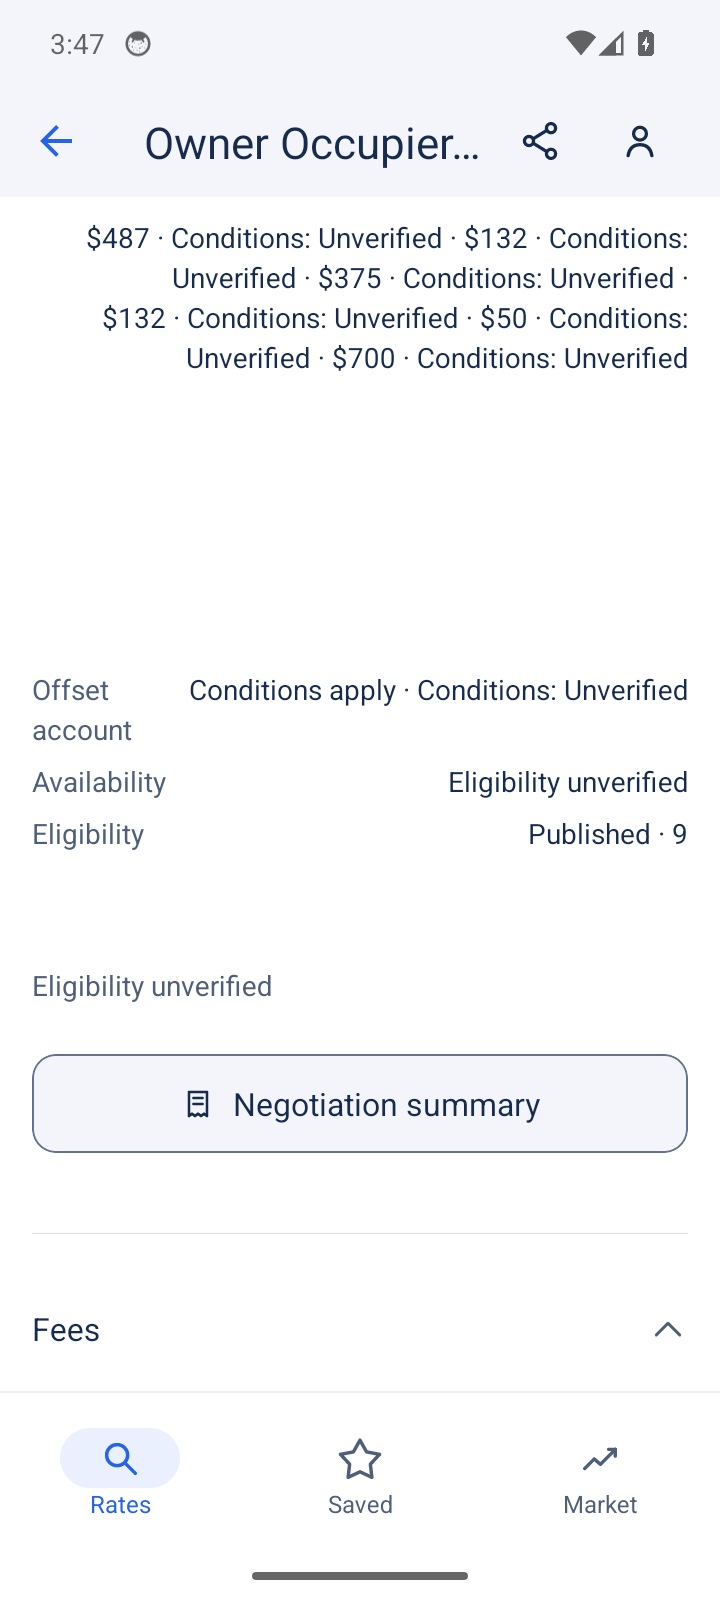 3:47
Owner Occupier...
$487 · Conditions: Unverified · $132 · Conditions:
Unverified · $375 · Conditions: Unverified ·
$132 · Conditions: Unverified · $50 · Conditions:
Unverified · $700 · Conditions: Unverified
Offset account
Conditions apply · Conditions: Unverified
Availability
Eligibility unverified
Eligibility
Published · 9
Eligibility unverified
Negotiation summary
Fees
Rates
Saved
Market